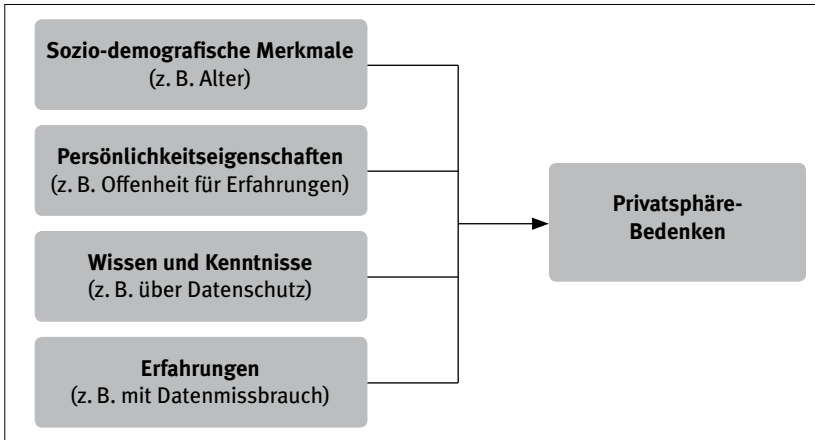 Sozio-demografische Merkmale
(z. B. Alter)
Persönlichkeitseigenschaften
(z. B. Offenheit für Erfahrungen)
Wissen und Kenntnisse
(z. B. über Datenschutz)
Erfahrungen
(z. B. mit Datenmissbrauch)
Privatsphäre-
Bedenken